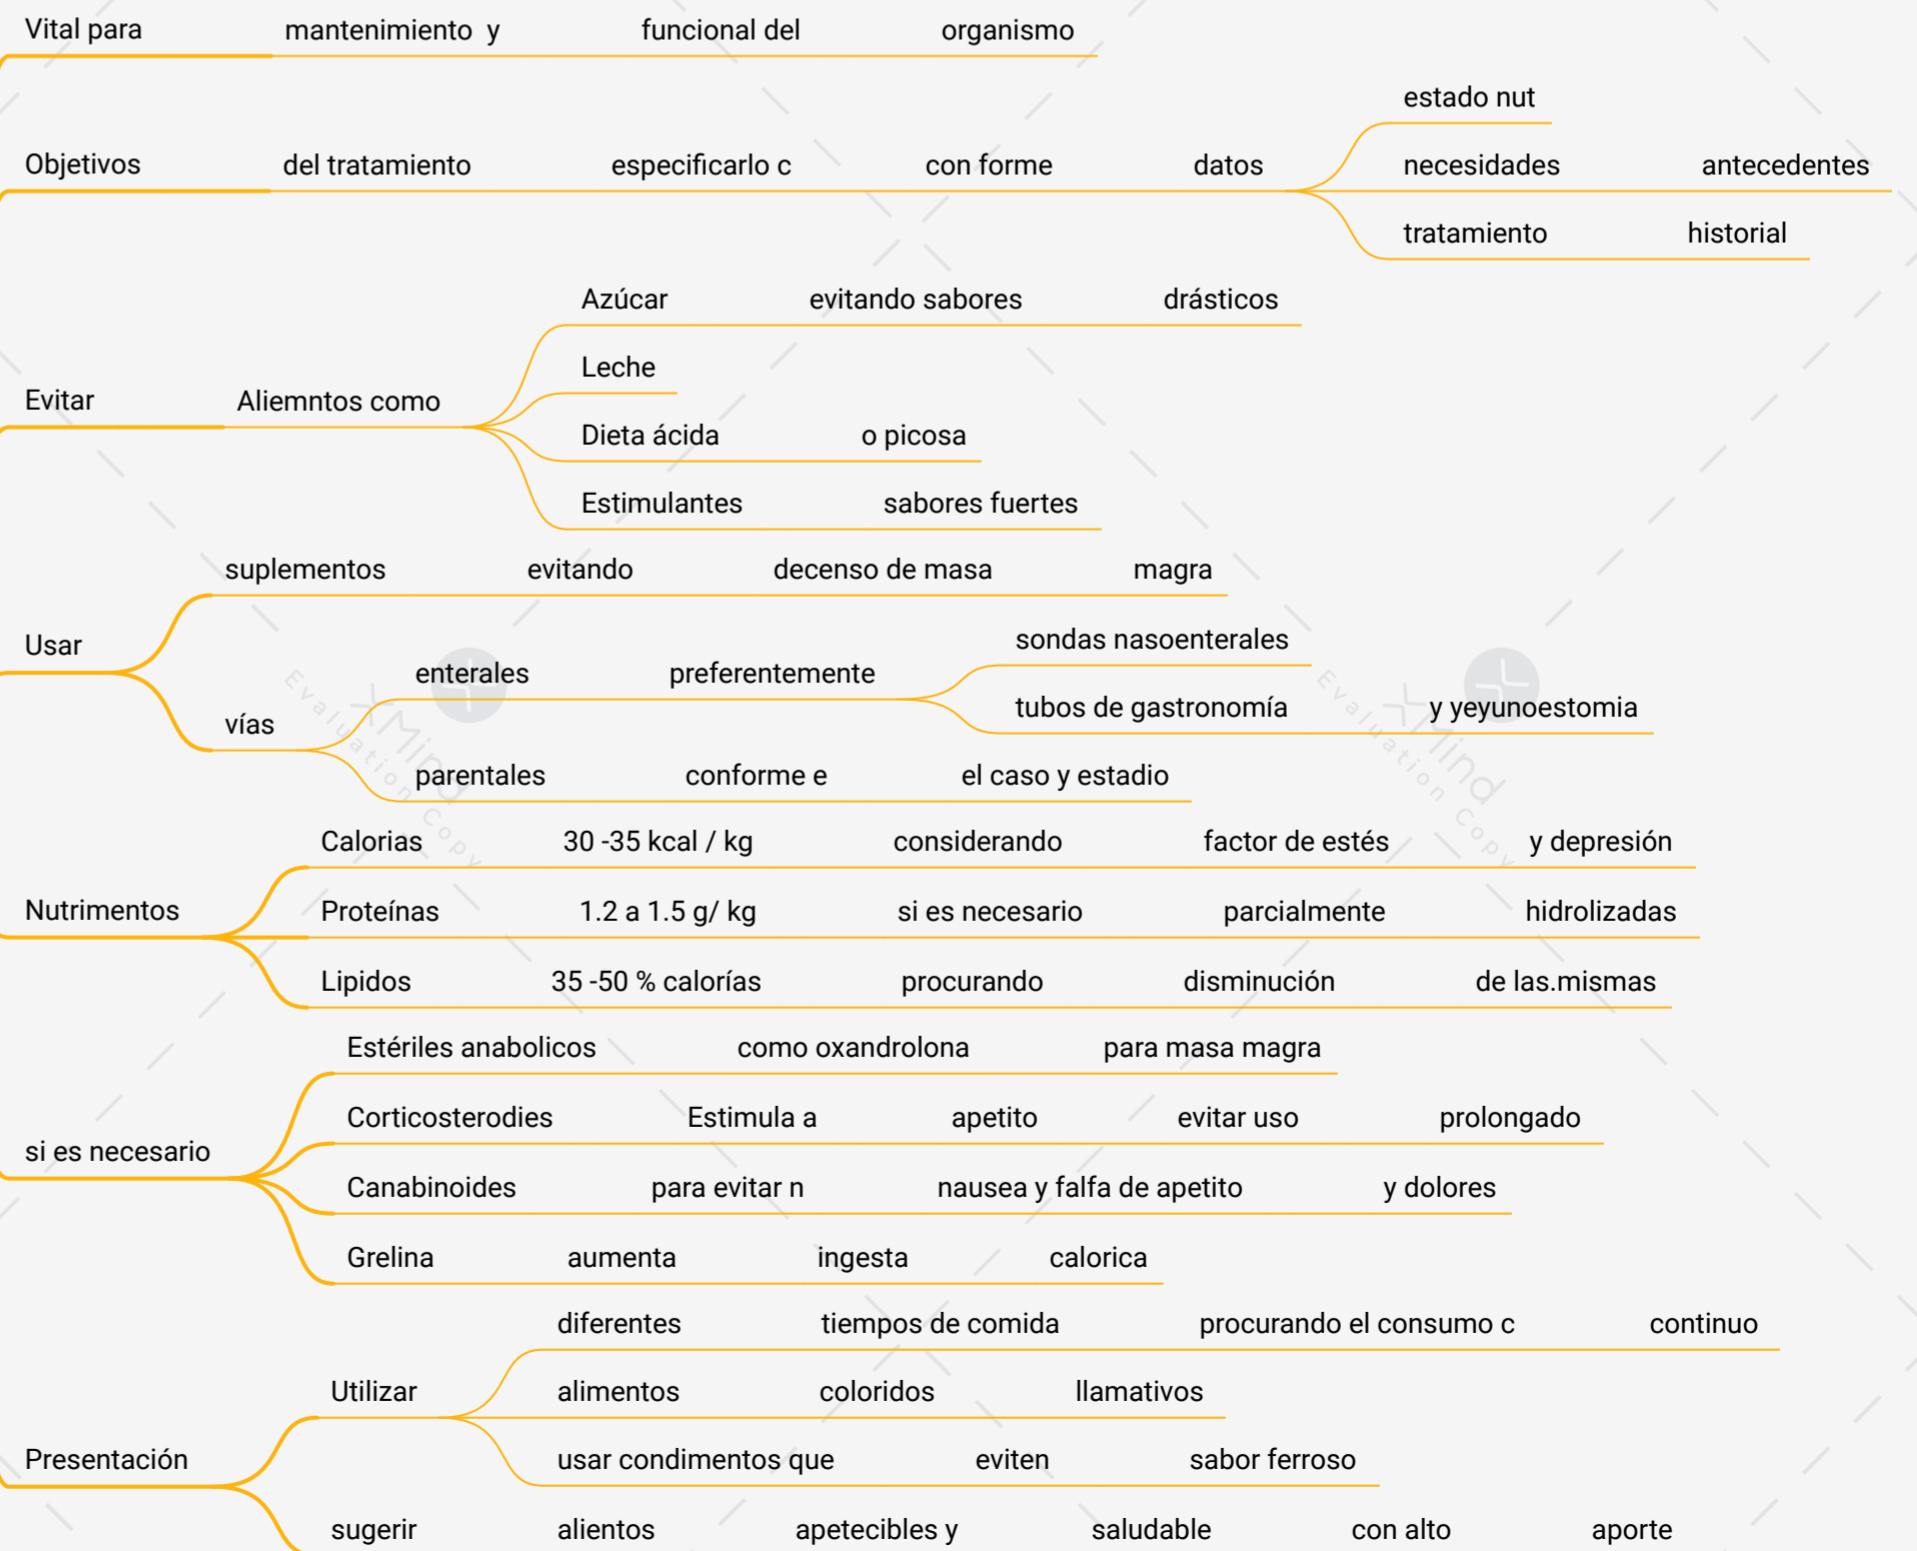 Vital para mantenimiento y funcional del organismo
estado nut
Objetivos del tratamiento especificarlo c con forme datos necesidades antecedentes
tratamiento historial
Azúcar evitando sabores drásticos
Leche
Evitar Aliemntos como
Dieta ácida o picosa
Estimulantes sabores fuertes
suplementos evitando decenso de masa magra
Usar
sondas nasoenterales
enterales preferentemente
tubos de gastronomía y yeyunoestomia
vías
parentales conforme e el caso y estadio
Calorias 30 -35 kcal / kg considerando factor de estés y depresión
Nutrimentos Proteínas 1.2 a 1.5 g/ kg si es necesario parcialmente hidrolizadas
Lipidos 35 -50 % calorías procurando disminución de las.mismas
Estériles anabolicos como oxandrolona para masa magra
Corticosterodies Estimula a apetito evitar uso prolongado
si es necesario
Canabinoides para evitar n nausea y falfa de apetito y dolores
Grelina aumenta ingesta calorica
diferentes tiempos de comida procurando el consumo c continuo
Utilizar alimentos coloridos llamativos
Presentación usar condimentos que eviten sabor ferroso
sugerir alientos apetecibles y saludable con alto aporte
XMind
Evaluation Copy
XMind
Evaluation Copy